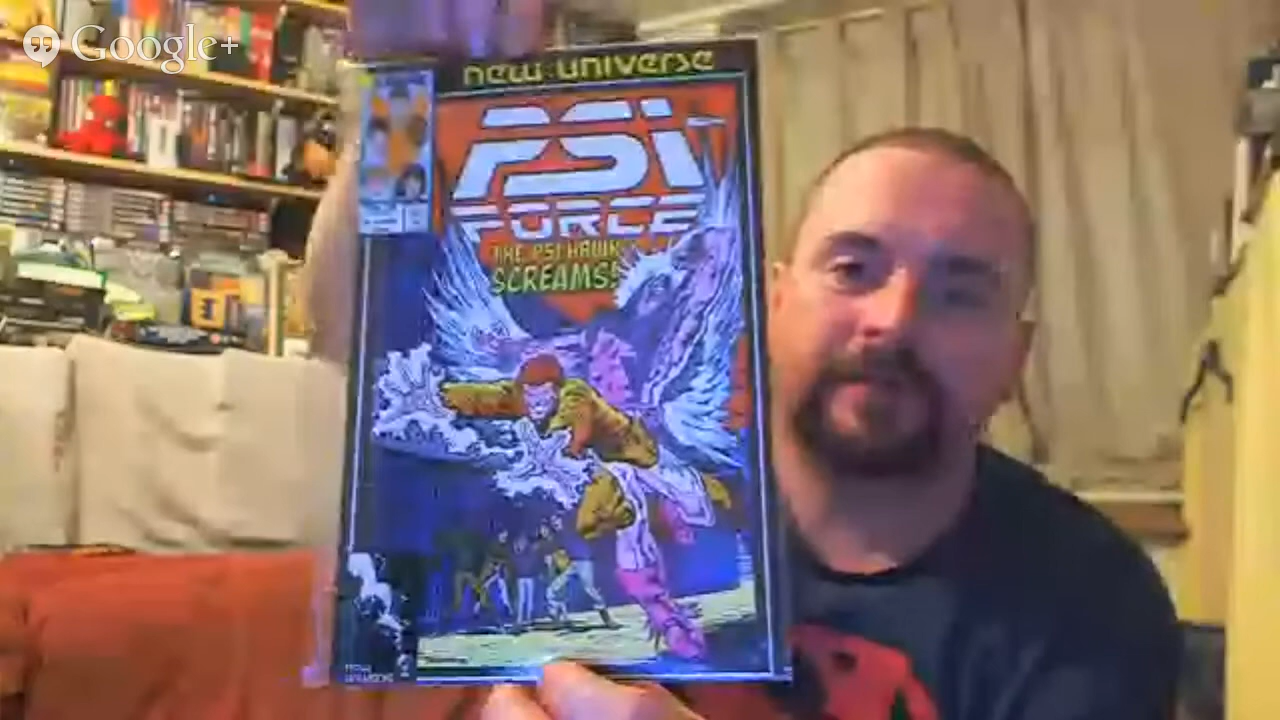 Google+
new universe
PSI
FORCE
THE PSI-HAWK
SCREAMS!